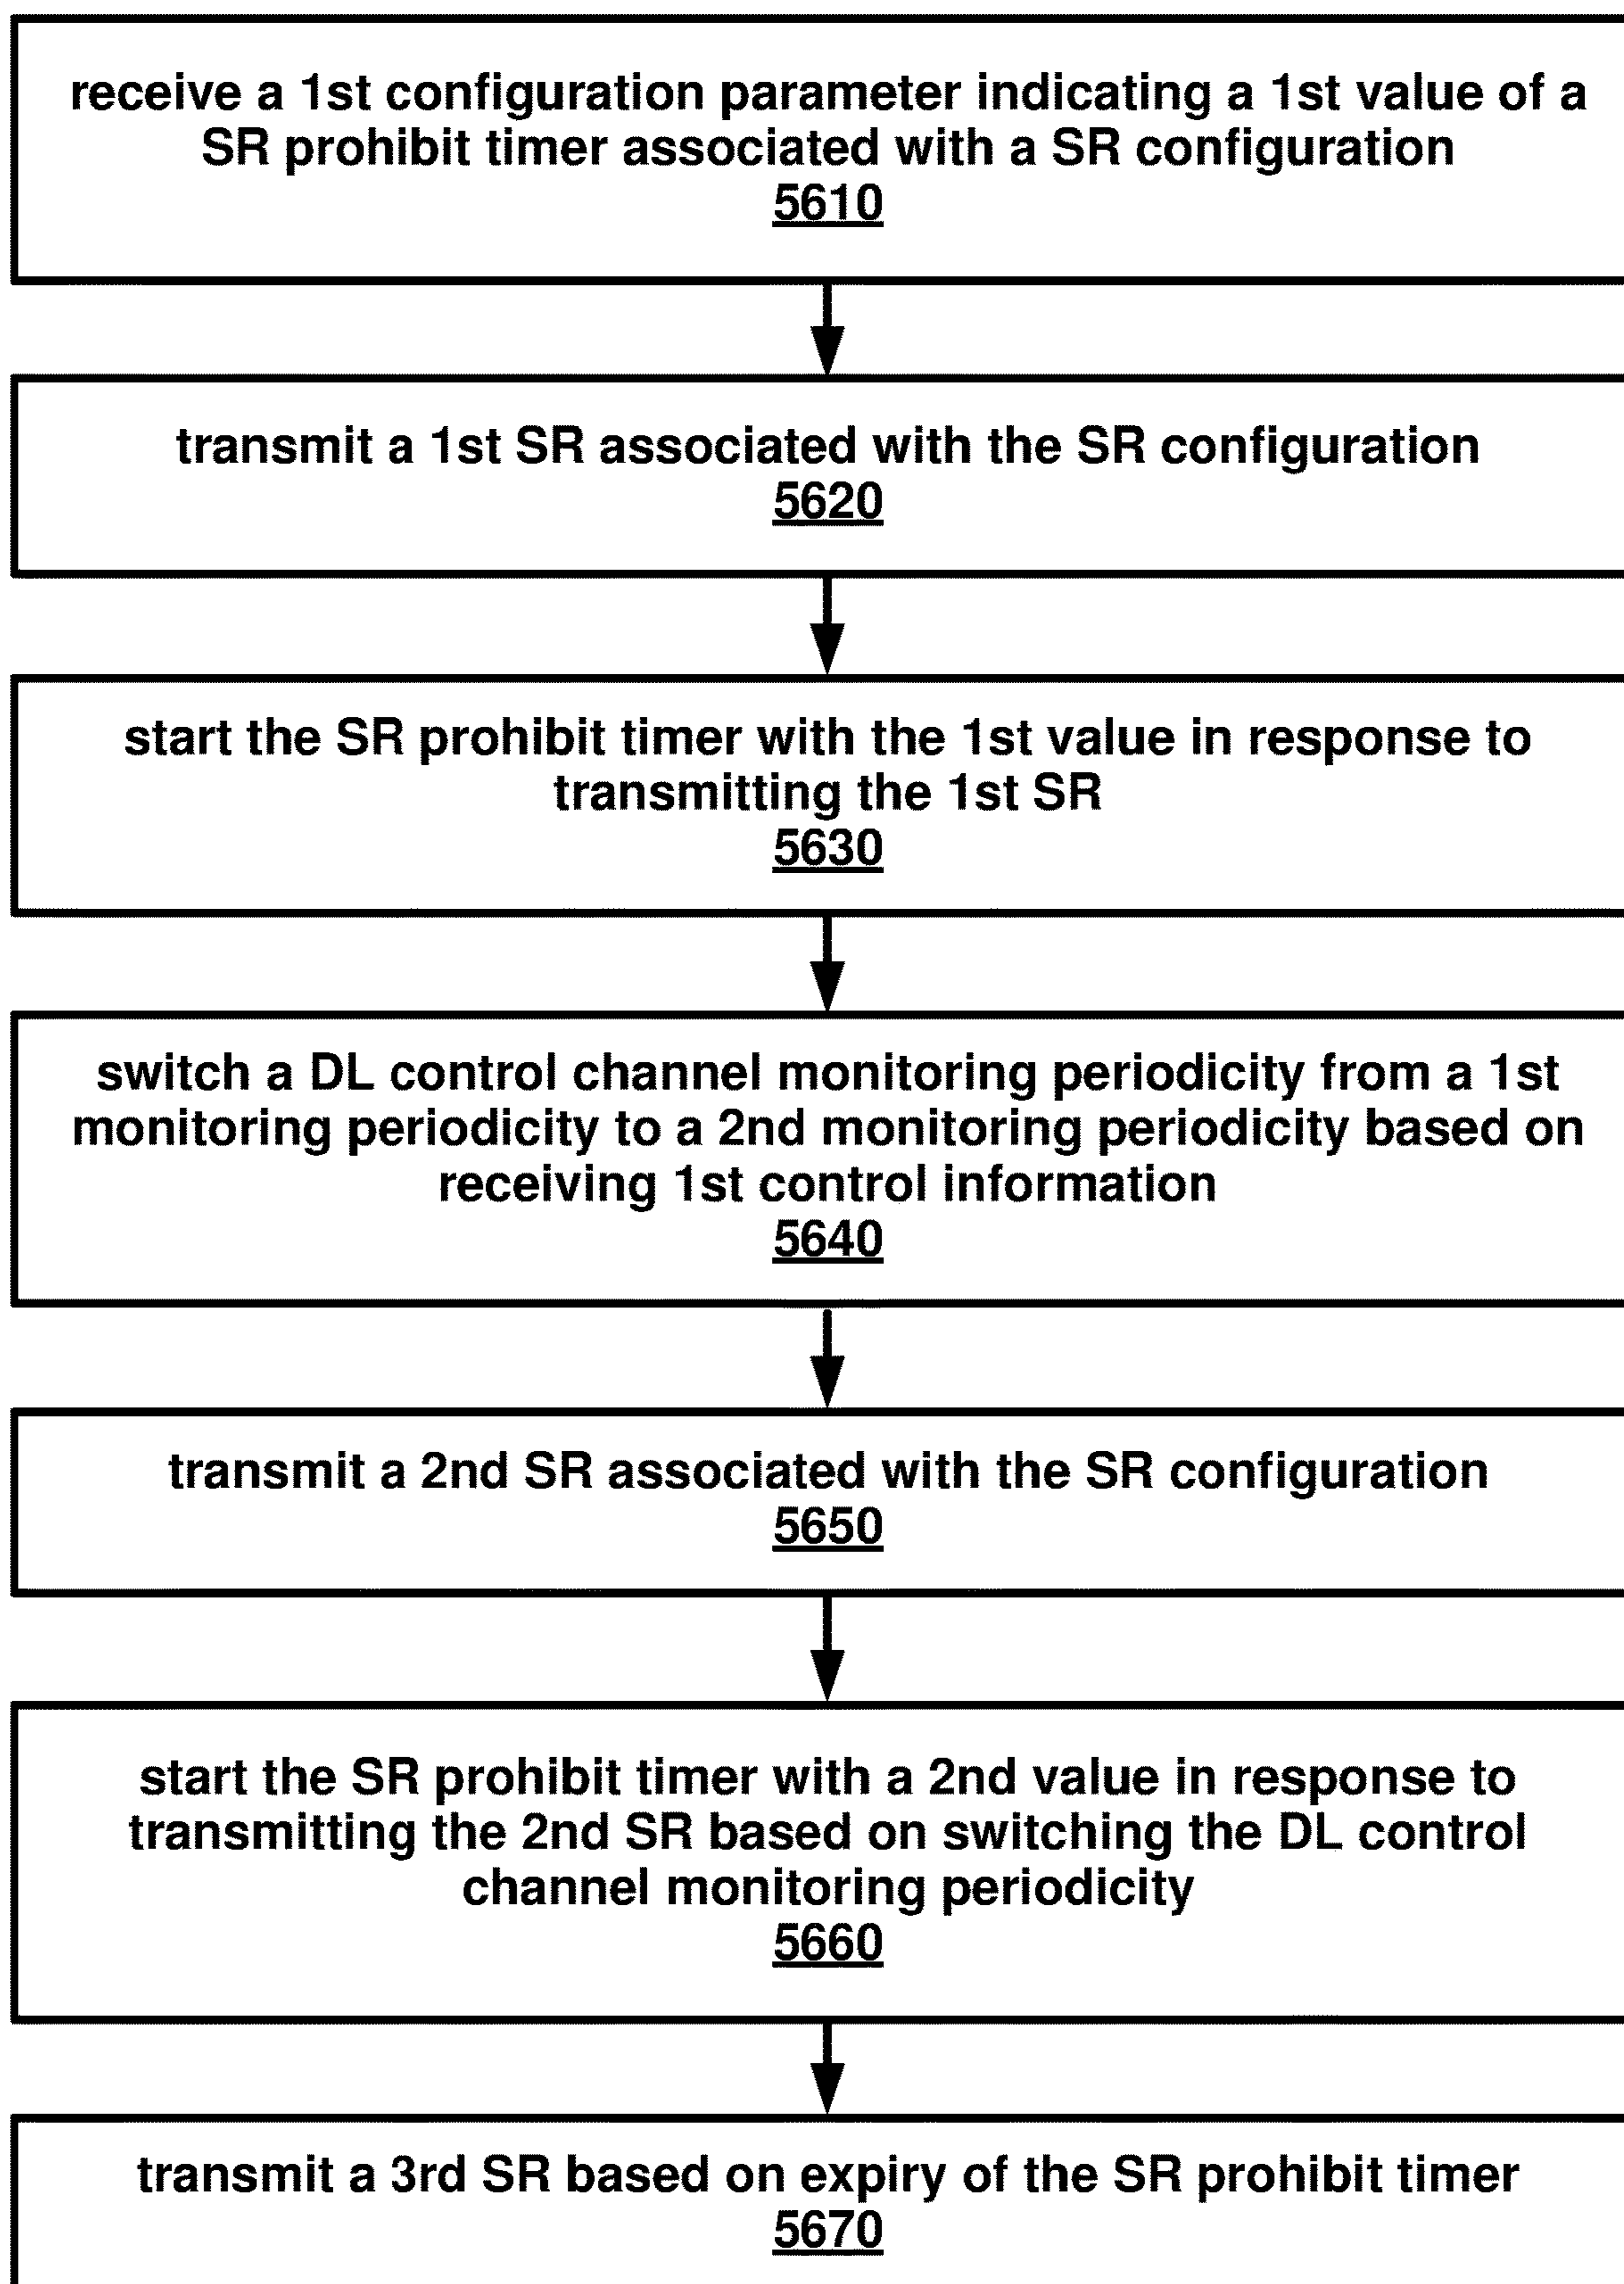 receive a 1st configuration parameter indicating a 1st value of a
SR prohibit timer associated with a SR configuration
5610
transmit a 1st SR associated with the SR configuration
5620
start the SR prohibit timer with the 1st value in response to
transmitting the 1st SR
5630
switch a DL control channel monitoring periodicity from a 1st
monitoring periodicity to a 2nd monitoring periodicity based on
receiving 1st control information
5640
transmit a 2nd SR associated with the SR configuration
5650
start the SR prohibit timer with a 2nd value in response to
transmitting the 2nd SR based on switching the DL control
channel monitoring periodicity
5660
transmit a 3rd SR based on expiry of the SR prohibit timer
5670